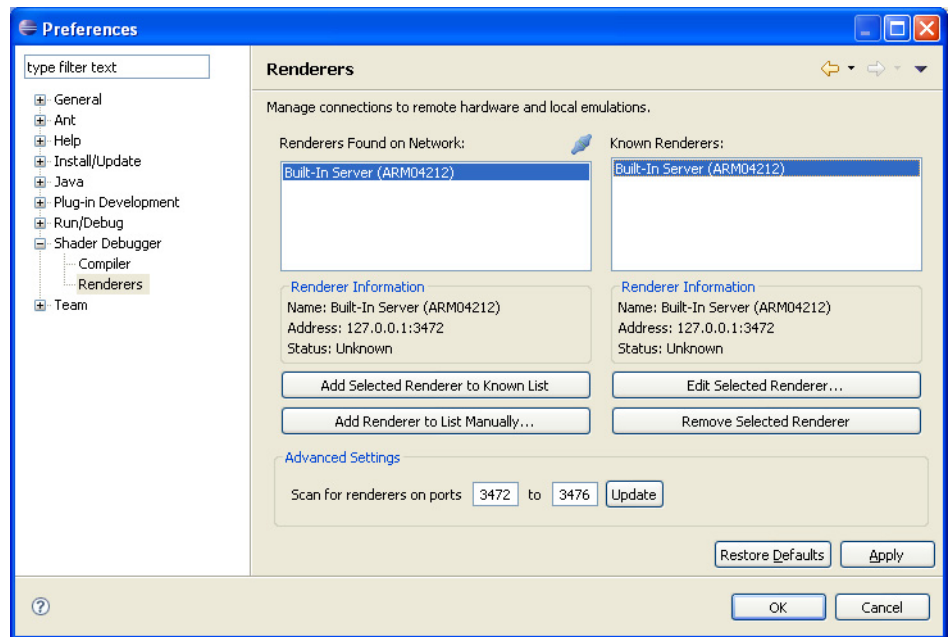 Preferences
type filter text
General
Ant
Help
Install/Update
Java
Plug-in Development
Run/Debug
Shader Debugger
Compiler
Renderers
Team
Renderers
Manage connections to remote hardware and local emulations.
Renderers Found on Network:
Built-In Server (ARM04212)
Renderer Information
Name: Built-In Server (ARM04212)
Address: 127.0.0.1:3472
Status: Unknown
Add Selected Renderer to Known List
Add Renderer to List Manually...
Known Renderers:
Built-In Server (ARM04212)
Renderer Information
Name: Built-In Server (ARM04212)
Address: 127.0.0.1:3472
Status: Unknown
Edit Selected Renderer...
Remove Selected Renderer
Advanced Settings
Scan for renderers on ports 3472 to 3476 Update
Restore Defaults Apply
? OK Cancel